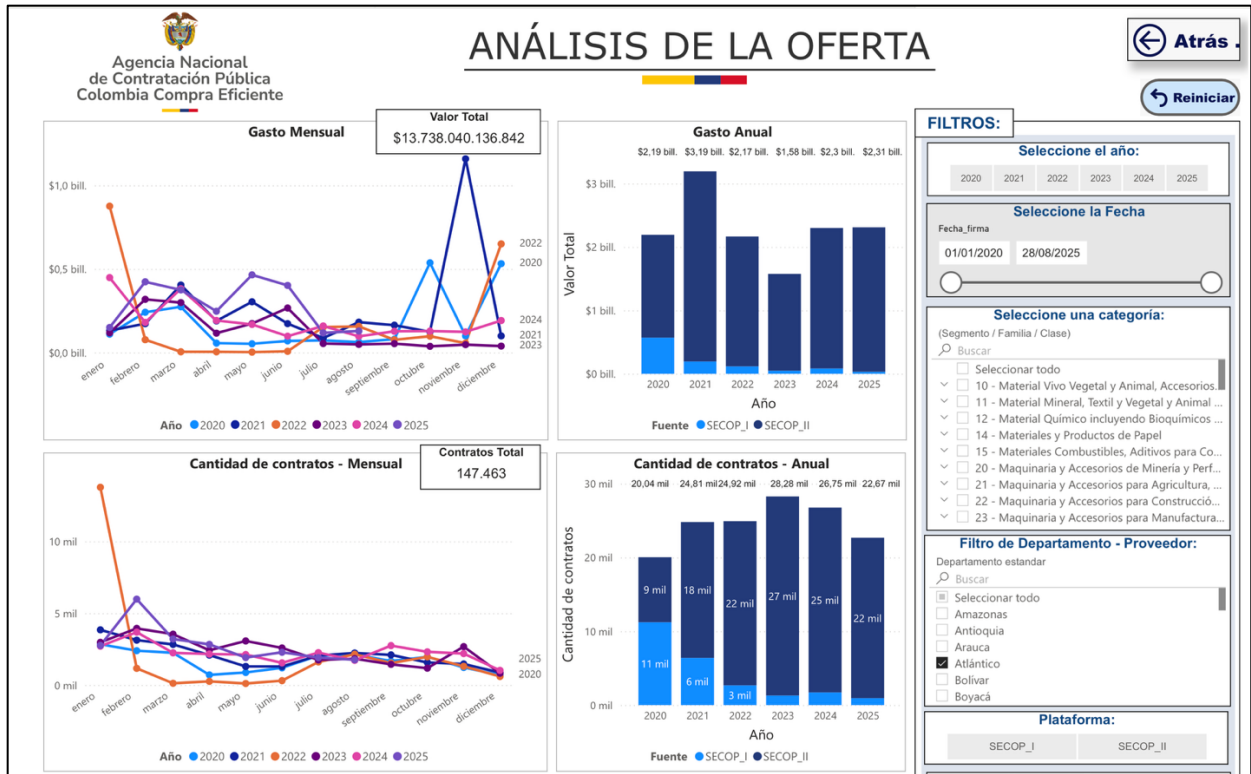 Agencia Nacional
de Contratación Pública
Colombia Compra Eficiente
ANÁLISIS DE LA OFERTA
Atrás .
Reiniciar
Gasto Mensual
Valor Total
$13.738.040.136.842
$1,0 bill.
$0,5 bill.
$0,0 bill.
2022
2020
2024
2021
2023
enero
febrero
marzo
abril
mayo
junio
julio
agosto
septiembre
octubre
noviembre
diciembre
Año 2020 2021 2022 2023 2024 2025
Gasto Anual
$2,19 bill. $3,19 bill. $2,17 bill. $1,58 bill. $2,3 bill. $2,31 bill.
$3 bill.
$2 bill.
$1 bill.
$0 bill.
Valor Total
2020 2021 2022 2023 2024 2025
Año
Fuente SECOP_I SECOP_II
Cantidad de contratos - Mensual
Contratos Total
147.463
10 mil
5 mil
0 mil
2025
2020
enero
febrero
marzo
abril
mayo
junio
julio
agosto
septiembre
octubre
noviembre
diciembre
Año 2020 2021 2022 2023 2024 2025
Cantidad de contratos - Anual
30 mil
20,04 mil 24,81 mil 24,92 mil 28,28 mil 26,75 mil 22,67 mil
20 mil
10 mil
0 mil
Cantidad de contratos
9 mil 18 mil 22 mil 27 mil 25 mil 22 mil
11 mil 6 mil 3 mil
2020 2021 2022 2023 2024 2025
Año
Fuente SECOP_I SECOP_II
FILTROS:
Seleccione el año:
2020 2021 2022 2023 2024 2025
Seleccione la Fecha
Fecha_firma
01/01/2020 28/08/2025
Seleccione una categoría:
(Segmento / Familia / Clase)
Buscar
Seleccionar todo
10 - Material Vivo Vegetal y Animal, Accesorios...
11 - Material Mineral, Textil y Vegetal y Animal ...
12 - Material Químico incluyendo Bioquímicos ...
14 - Materiales y Productos de Papel
15 - Materiales Combustibles, Aditivos para Co...
20 - Maquinaria y Accesorios de Minería y Perf...
21 - Maquinaria y Accesorios para Agricultura, ...
22 - Maquinaria y Accesorios para Construcció...
23 - Maquinaria y Accesorios para Manufactura...
Filtro de Departamento - Proveedor:
Departamento estandar
Buscar
Seleccionar todo
Amazonas
Antioquia
Arauca
Atlántico
Bolívar
Boyacá
Plataforma:
SECOP_I SECOP_II